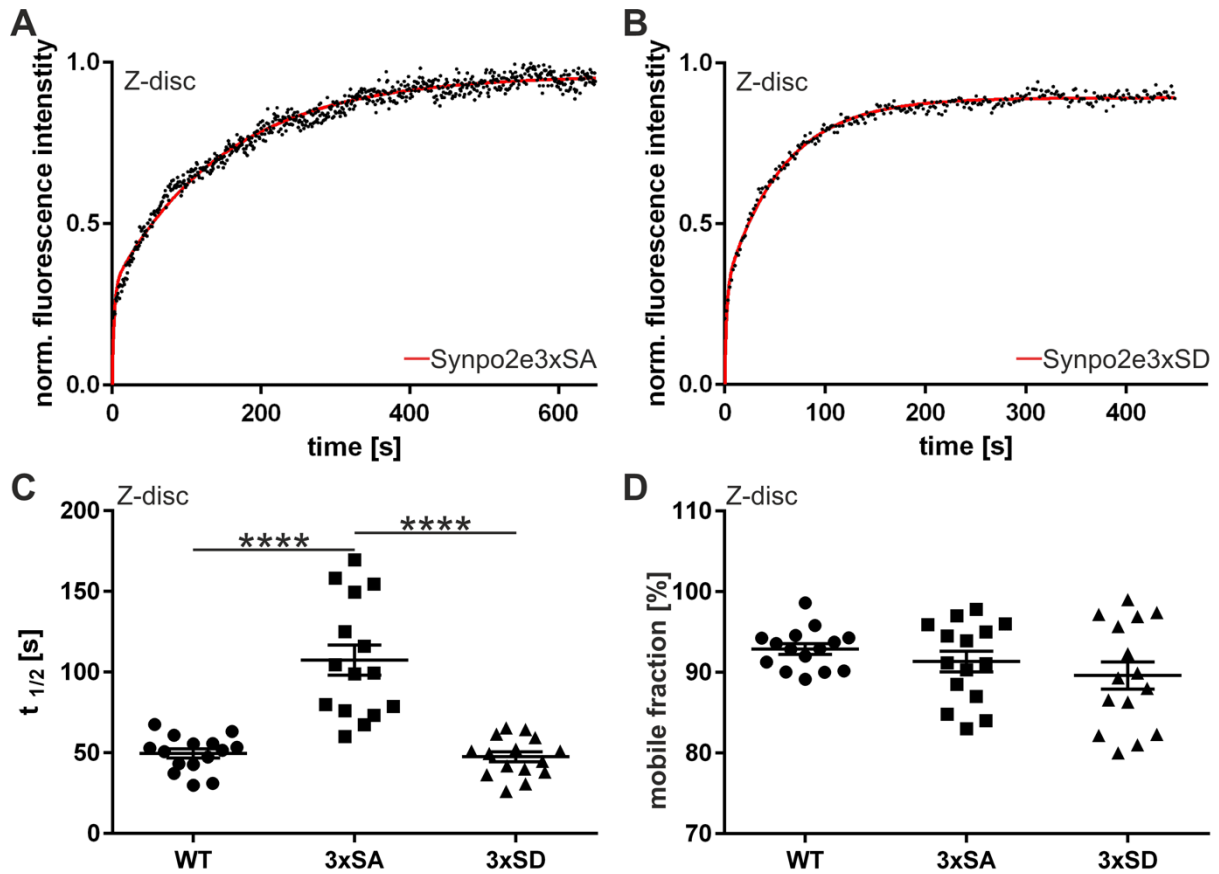 A
Z-disc
norm. fluorescence intenstity
1.0
0.5
0.0
Synpo2e3xSA
0 200 400 600
time [s]
B
Z-disc
norm. fluorescence intenstity
1.0
0.5
0.0
Synpo2e3xSD
0 100 200 300 400
time [s]
C
Z-disc
t 1/2 [s]
200
150
100
50
0
**** ****
WT 3xSA 3xSD
D
Z-disc
mobile fraction [%]
110
100
90
80
70
WT 3xSA 3xSD